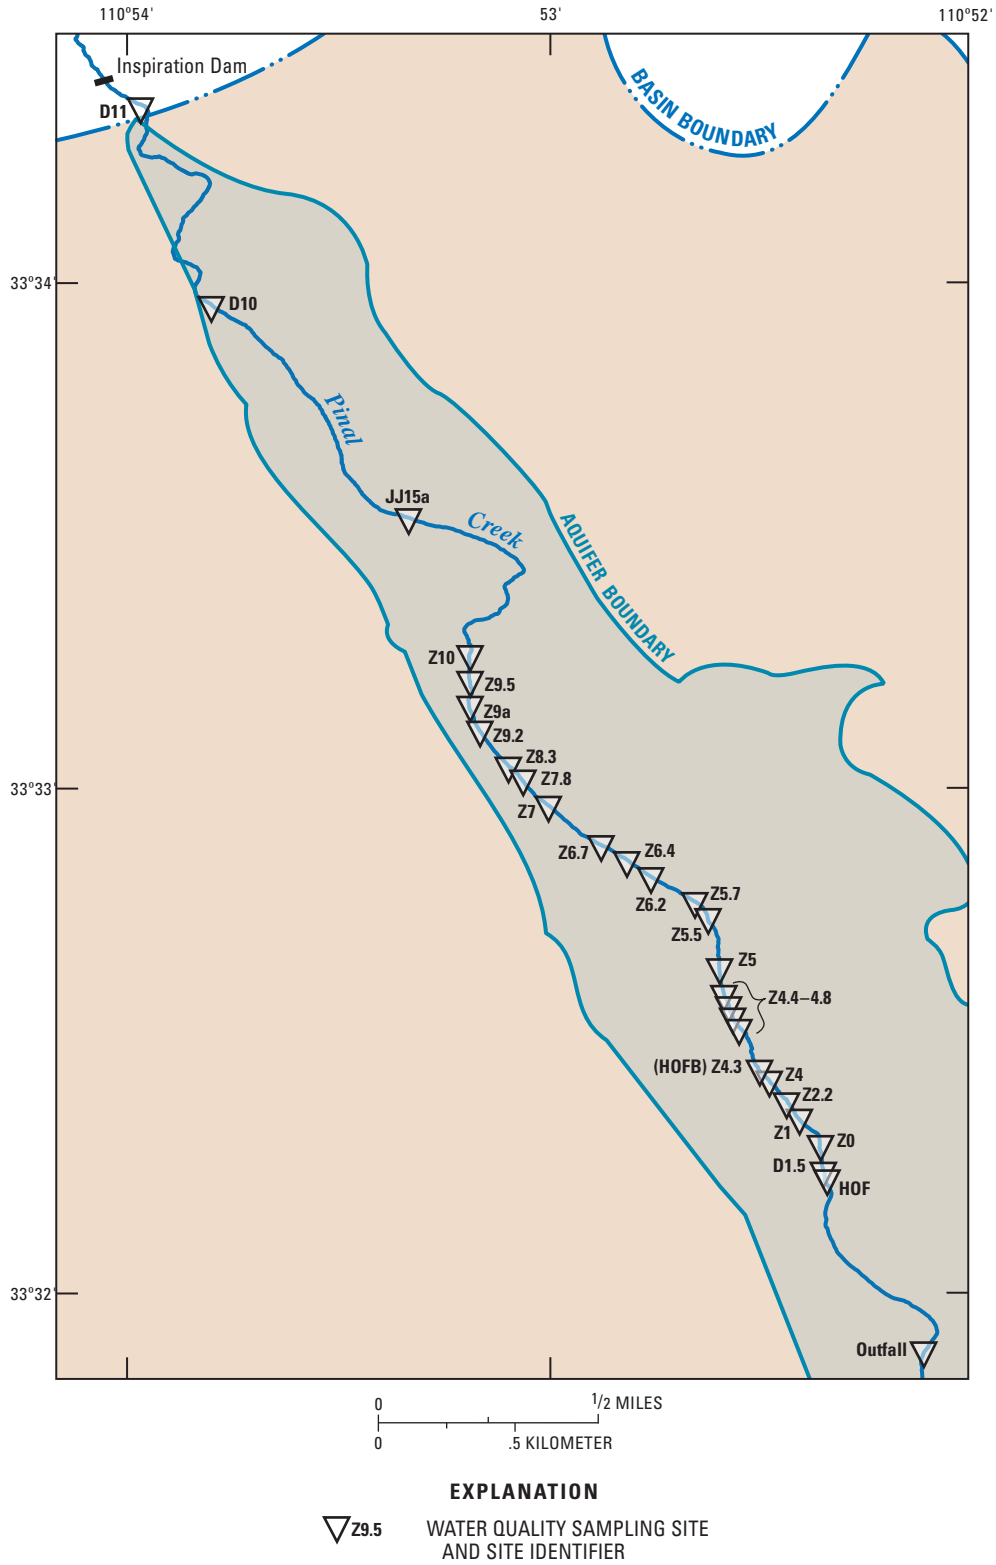 110°54'
53'
110°52'
Inspiration Dam
D11
BASIN BOUNDARY
33°34'
D10
Pinal
JJ15a
Creek
AQUIFER BOUNDARY
Z10
Z9.5
Z9a
Z9.2
Z8.3
33°33'
Z7.8
Z7
Z6.7
Z6.4
Z6.2
Z5.7
Z5.5
Z5
Z4.4–4.8
(HOFB) Z4.3
Z4
Z2.2
Z1
Z0
D1.5
HOF
33°32'
Outfall
0 1/2 MILES
0 .5 KILOMETER
EXPLANATION
Z9.5 WATER QUALITY SAMPLING SITE
AND SITE IDENTIFIER